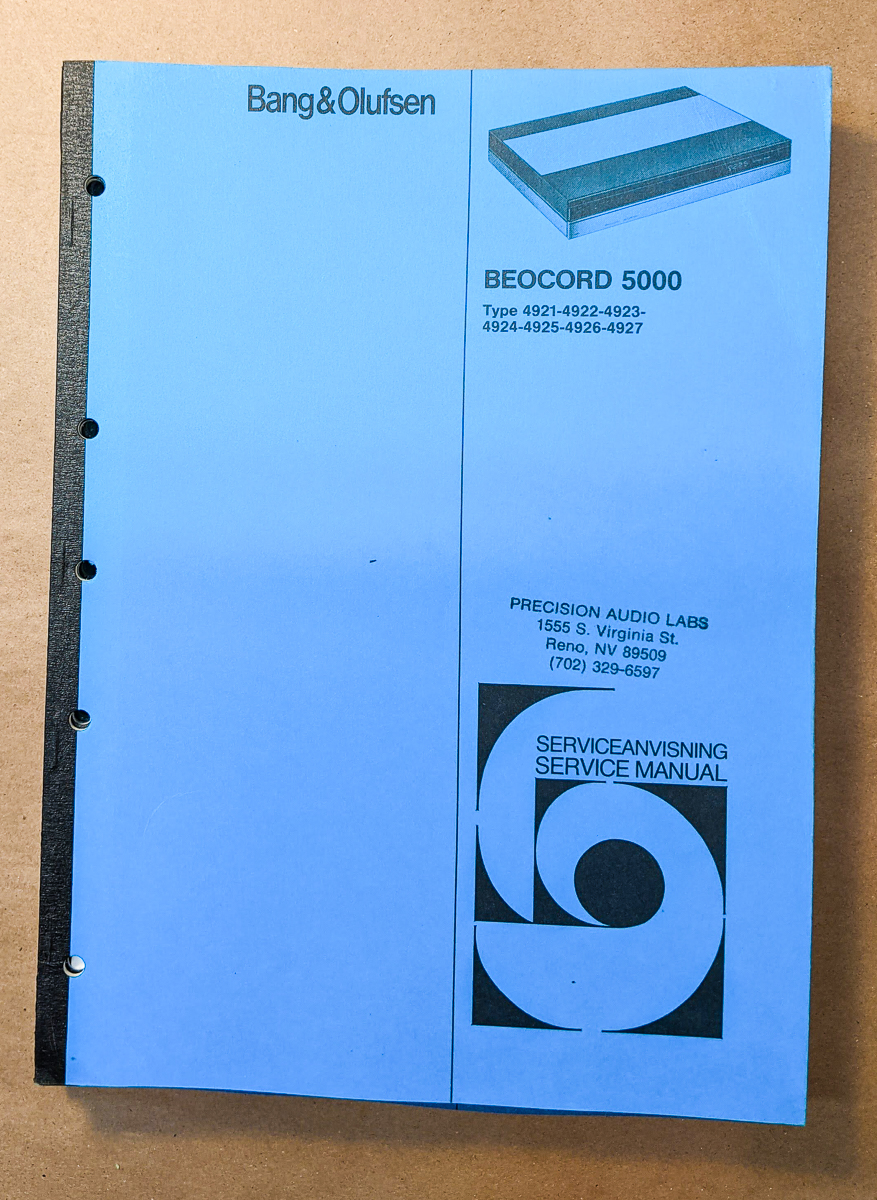 Bang&Olufsen
BEOCORD 5000
Type 4921-4922-4923-
4924-4925-4926-4927
PRECISION AUDIO LABS
1555 S. Virginia St.
Reno, NV 89509
(702) 329-6597
SERVICEANVISNING
SERVICE MANUAL